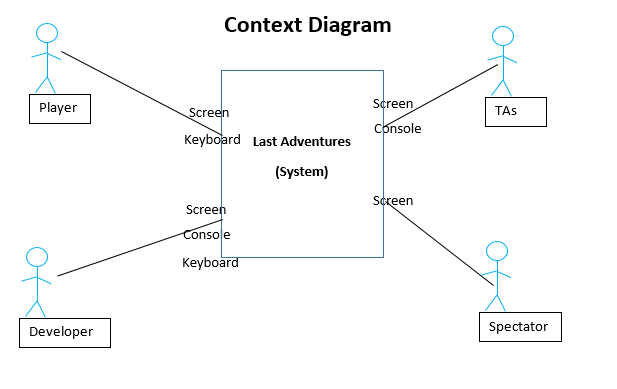 Context Diagram
Player
Screen
Keyboard
Last Adventures
(System)
Screen
Console
TAs
Screen
Console
Keyboard
Developer
Screen
Spectator